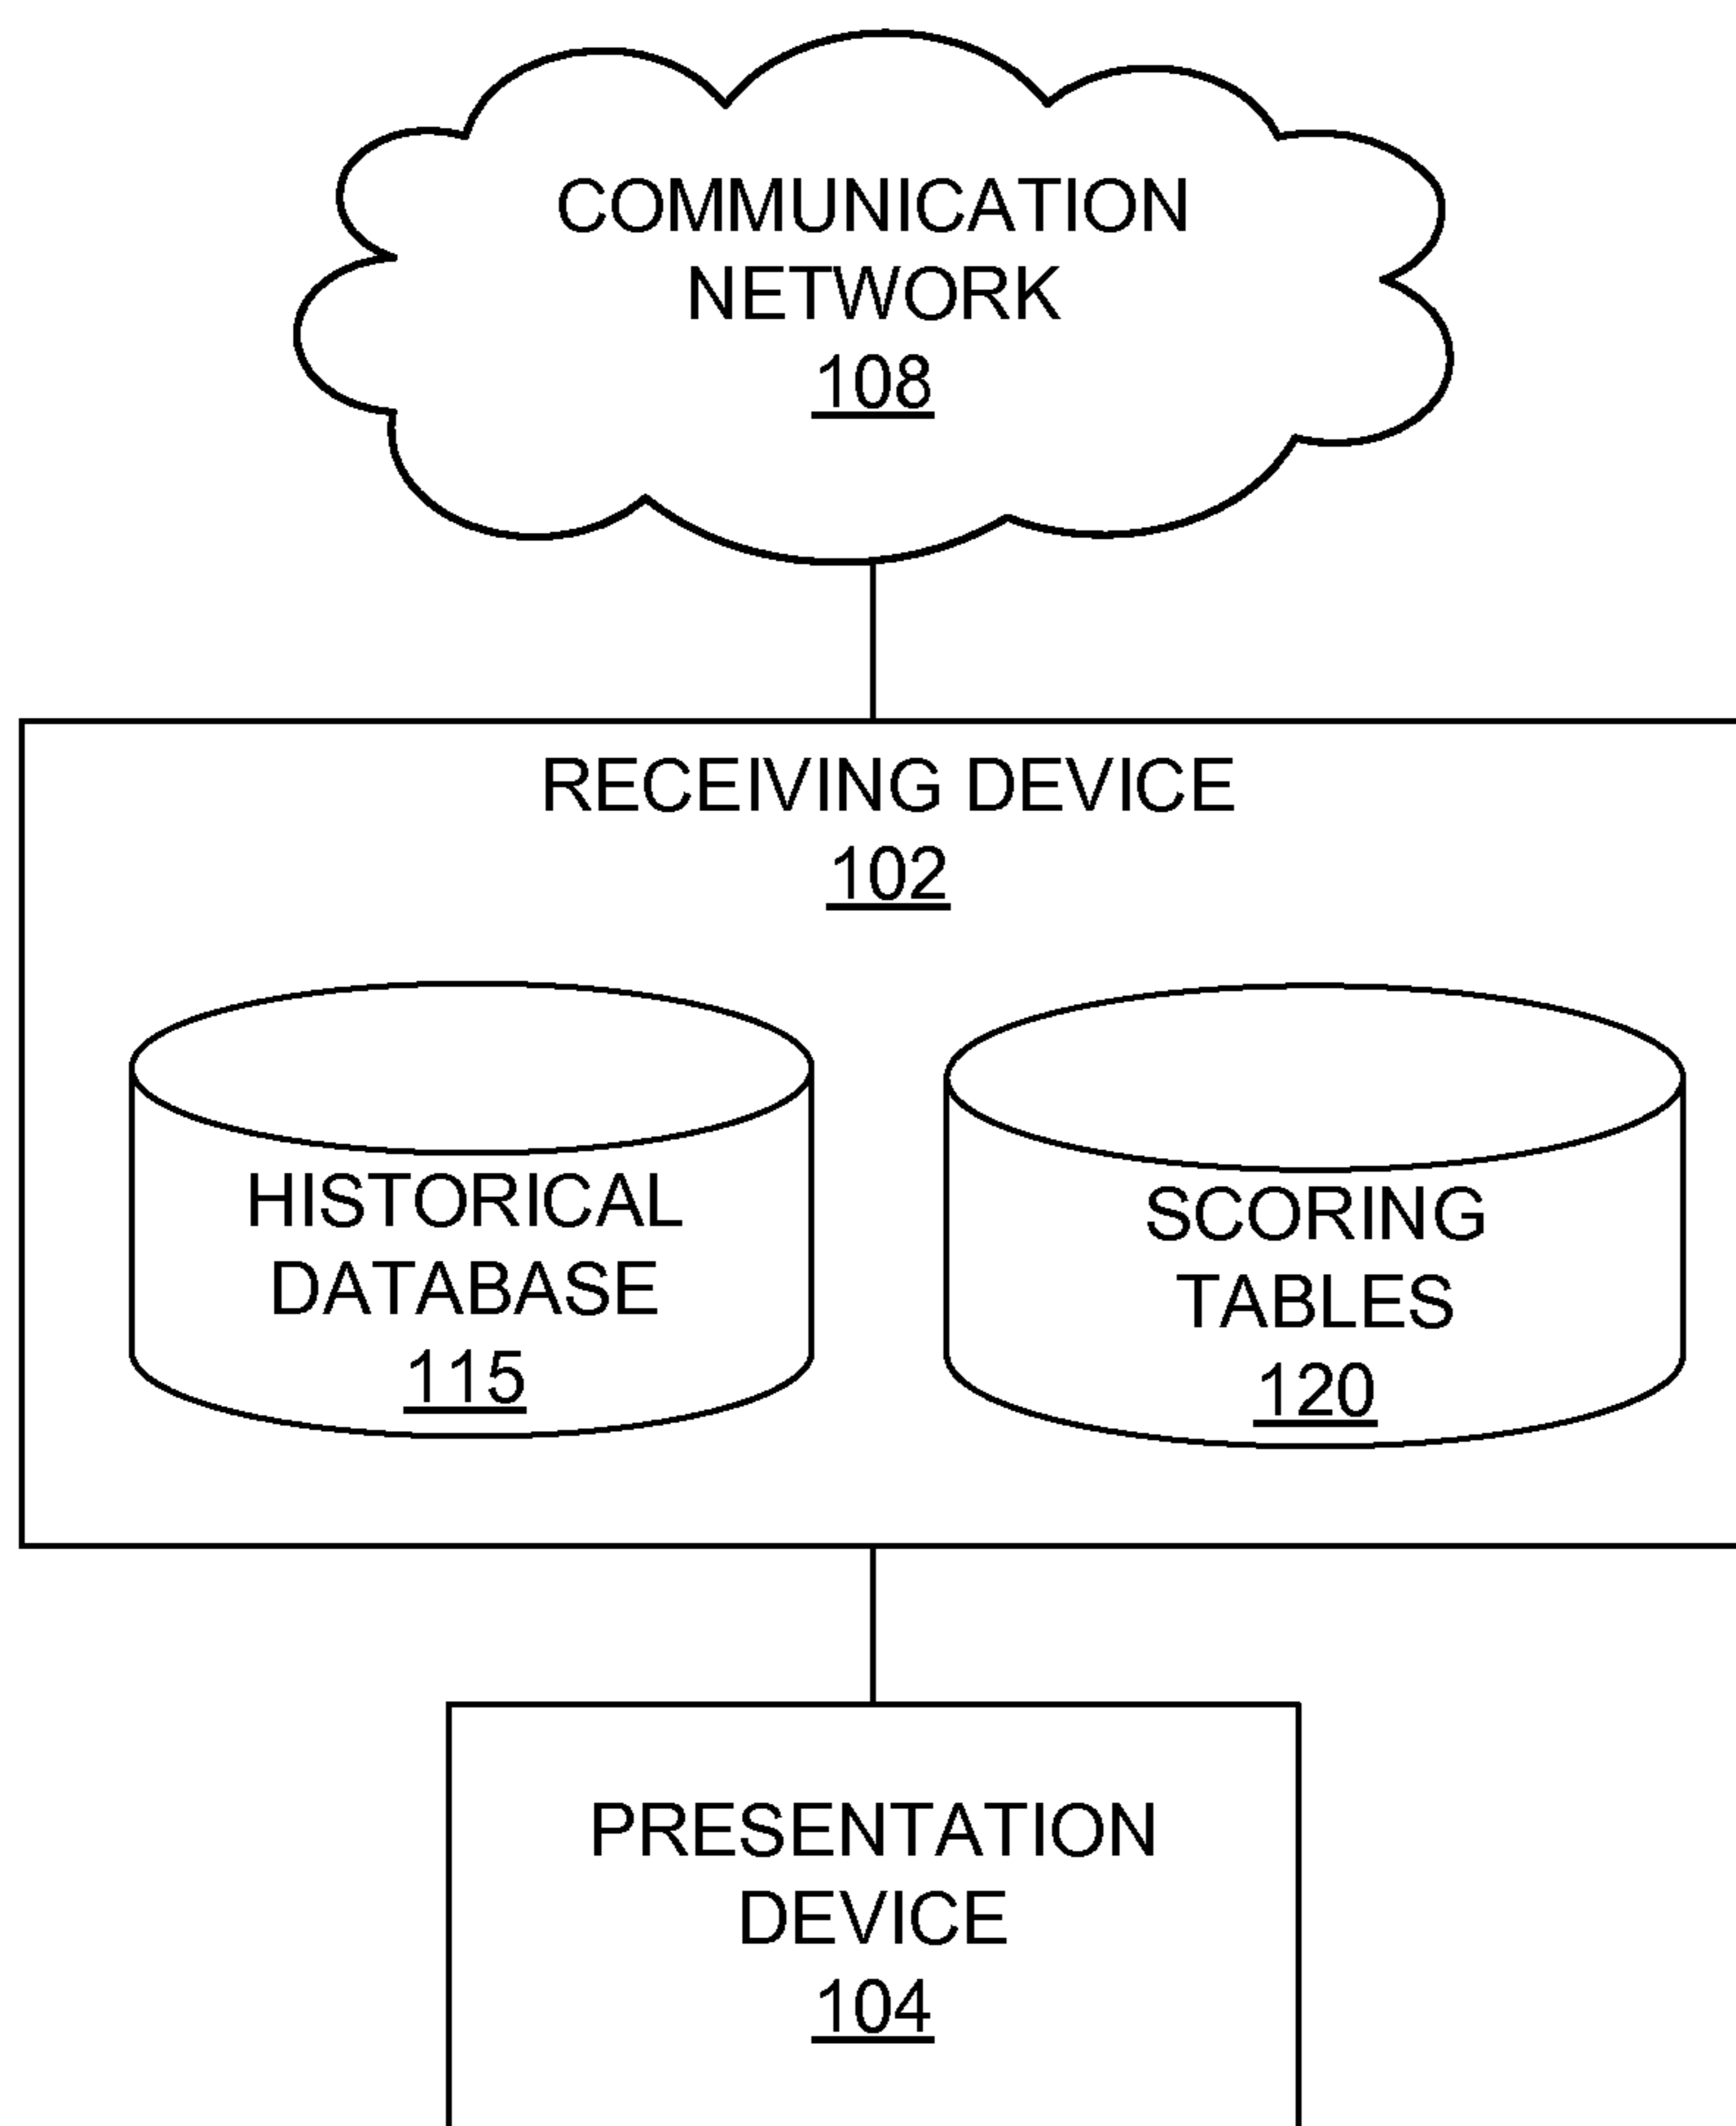 COMMUNICATION
NETWORK
108
RECEIVING DEVICE
102
HISTORICAL
DATABASE
115
SCORING
TABLES
120
PRESENTATION
DEVICE
104